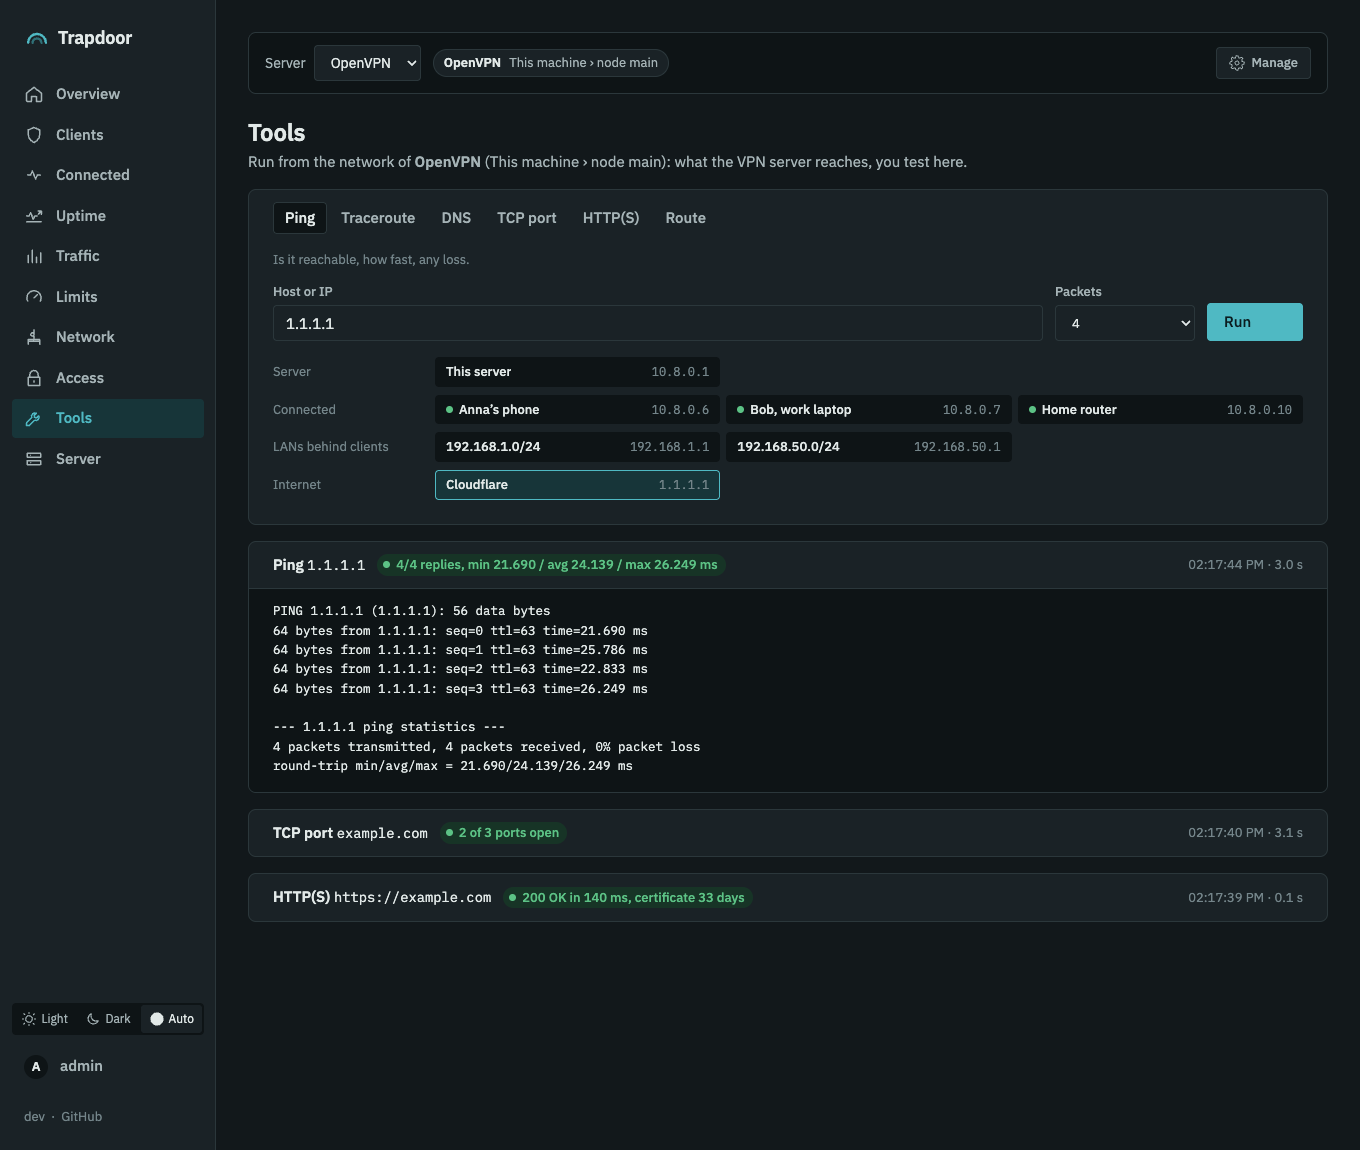 Trapdoor
Overview
Clients
Connected
Uptime
Traffic
Limits
Network
Access
Tools
Server
Light Dark Auto
A admin
dev · GitHub
Server OpenVPN OpenVPN This machine › node main Manage
Tools
Run from the network of OpenVPN (This machine › node main): what the VPN server reaches, you test here.
Ping Traceroute DNS TCP port HTTP(S) Route
Is it reachable, how fast, any loss.
Host or IP Packets
1.1.1.1 4 Run
Server This server 10.8.0.1
Connected Anna’s phone 10.8.0.6 Bob, work laptop 10.8.0.7 Home router 10.8.0.10
LANs behind clients 192.168.1.0/24 192.168.1.1 192.168.50.0/24 192.168.50.1
Internet Cloudflare 1.1.1.1
Ping 1.1.1.1 4/4 replies, min 21.690 / avg 24.139 / max 26.249 ms 02:17:44 PM · 3.0 s
PING 1.1.1.1 (1.1.1.1): 56 data bytes
64 bytes from 1.1.1.1: seq=0 ttl=63 time=21.690 ms
64 bytes from 1.1.1.1: seq=1 ttl=63 time=25.786 ms
64 bytes from 1.1.1.1: seq=2 ttl=63 time=22.833 ms
64 bytes from 1.1.1.1: seq=3 ttl=63 time=26.249 ms
--- 1.1.1.1 ping statistics ---
4 packets transmitted, 4 packets received, 0% packet loss
round-trip min/avg/max = 21.690/24.139/26.249 ms
TCP port example.com 2 of 3 ports open 02:17:40 PM · 3.1 s
HTTP(S) https://example.com 200 OK in 140 ms, certificate 33 days 02:17:39 PM · 0.1 s